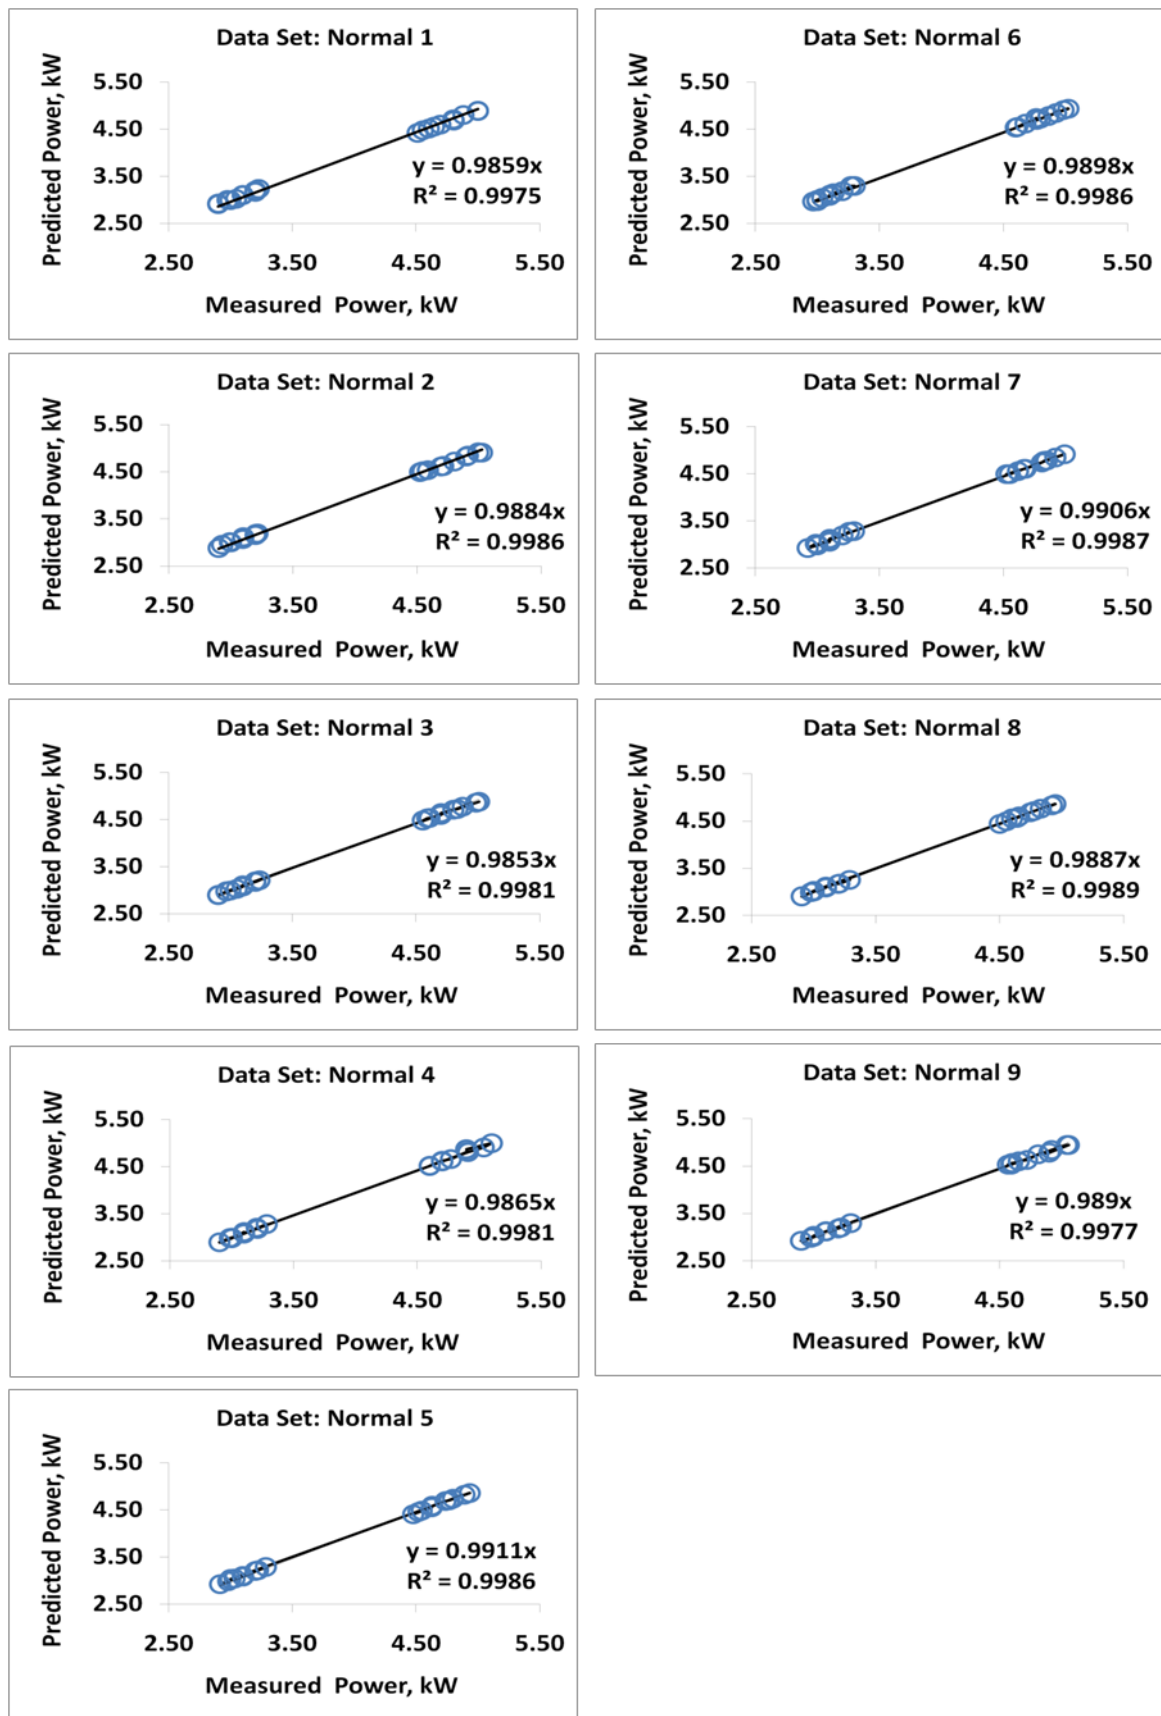 Data Set: Normal 1
Predicted Power, kW
5.50
4.50
3.50
2.50
y = 0.9859x
R² = 0.9975
2.50 3.50 4.50 5.50
Measured Power, kW
Data Set: Normal 6
Predicted Power, kW
5.50
4.50
3.50
2.50
y = 0.9898x
R² = 0.9986
2.50 3.50 4.50 5.50
Measured Power, kW
Data Set: Normal 2
Predicted Power, kW
5.50
4.50
3.50
2.50
y = 0.9884x
R² = 0.9986
2.50 3.50 4.50 5.50
Measured Power, kW
Data Set: Normal 7
Predicted Power, kW
5.50
4.50
3.50
2.50
y = 0.9906x
R² = 0.9987
2.50 3.50 4.50 5.50
Measured Power, kW
Data Set: Normal 3
Predicted Power, kW
5.50
4.50
3.50
2.50
y = 0.9853x
R² = 0.9981
2.50 3.50 4.50 5.50
Measured Power, kW
Data Set: Normal 8
Predicted Power, kW
5.50
4.50
3.50
2.50
y = 0.9887x
R² = 0.9989
2.50 3.50 4.50 5.50
Measured Power, kW
Data Set: Normal 4
Predicted Power, kW
5.50
4.50
3.50
2.50
y = 0.9865x
R² = 0.9981
2.50 3.50 4.50 5.50
Measured Power, kW
Data Set: Normal 9
Predicted Power, kW
5.50
4.50
3.50
2.50
y = 0.989x
R² = 0.9977
2.50 3.50 4.50 5.50
Measured Power, kW
Data Set: Normal 5
Predicted Power, kW
5.50
4.50
3.50
2.50
y = 0.9911x
R² = 0.9986
2.50 3.50 4.50 5.50
Measured Power, kW